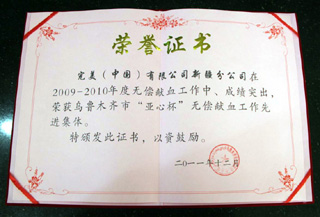 荣誉证书
完美（中国）有限公司新疆分公司在
2009-2010年度无偿献血工作中、成绩突出，
荣获乌鲁木齐市“亚心杯”无偿献血工作先
进集体。
特颁发此证书，以资鼓励。
二〇一一年十二月